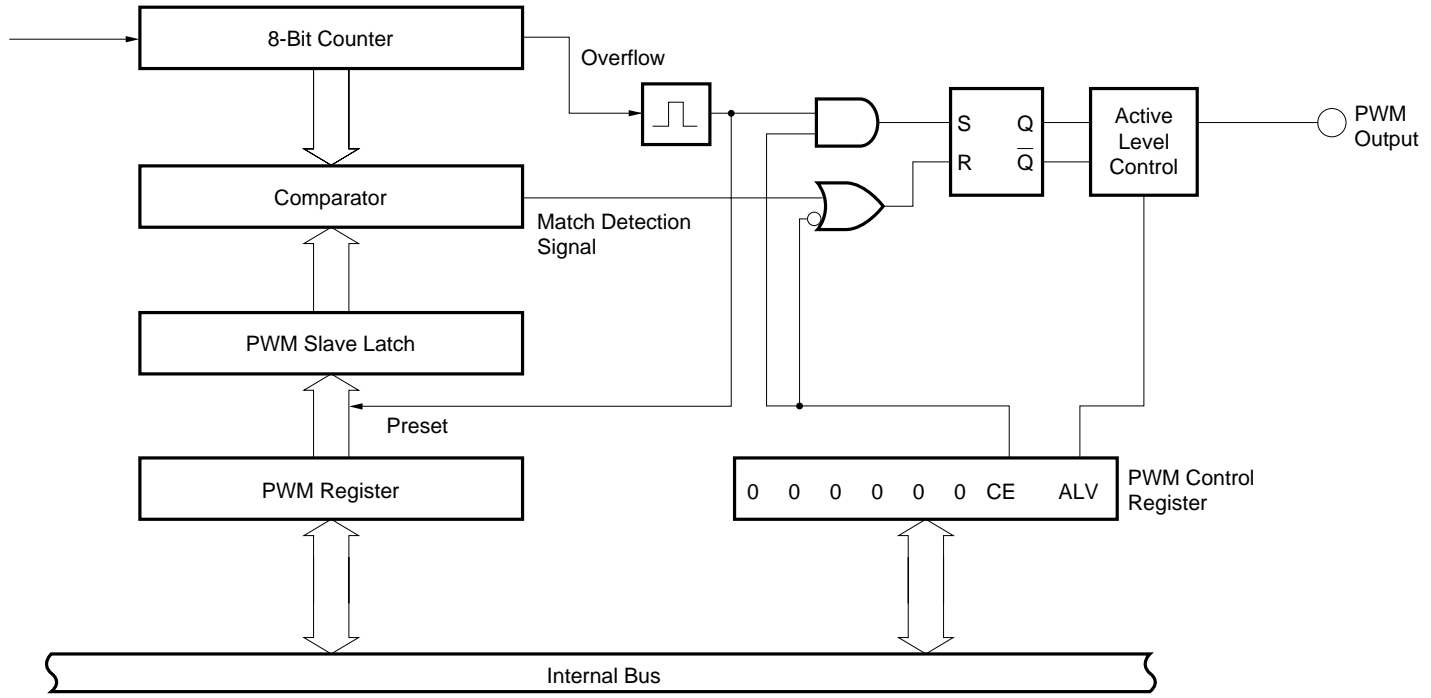 8-Bit Counter
Overflow
PWM
Output
S Q
R Q̅
Active
Level
Control
Comparator
Match Detection
Signal
PWM Slave Latch
Preset
PWM Register
0 0 0 0 0 0 CE ALV
PWM Control
Register
Internal Bus